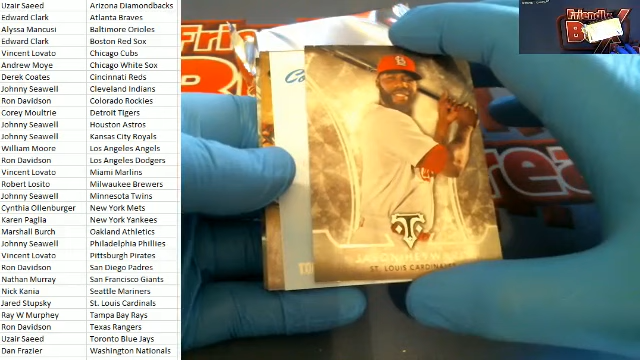 Uzair Saeed Arizona Diamondbacks
Edward Clark Atlanta Braves
Alyssa Mancusi Baltimore Orioles
Edward Clark Boston Red Sox
Vincent Lovato Chicago Cubs
Andrew Moye Chicago White Sox
Derek Coates Cincinnati Reds
Johnny Seawell Cleveland Indians
Ron Davidson Colorado Rockies
Corey Moultrie Detroit Tigers
Johnny Seawell Houston Astros
Johnny Seawell Kansas City Royals
William Moore Los Angeles Angels
Ron Davidson Los Angeles Dodgers
Vincent Lovato Miami Marlins
Robert Losito Milwaukee Brewers
Johnny Seawell Minnesota Twins
Cynthia Ollenburger New York Mets
Karen Paglia New York Yankees
Marshall Burch Oakland Athletics
Johnny Seawell Philadelphia Phillies
Vincent Lovato Pittsburgh Pirates
Ron Davidson San Diego Padres
Nathan Murray San Francisco Giants
Nick Kania Seattle Mariners
Jared Stupsky St. Louis Cardinals
Ray W Murphey Tampa Bay Rays
Ron Davidson Texas Rangers
Uzair Saeed Toronto Blue Jays
Dan Frazier Washington Nationals
Friendly
ST. LOUIS CARDINALS